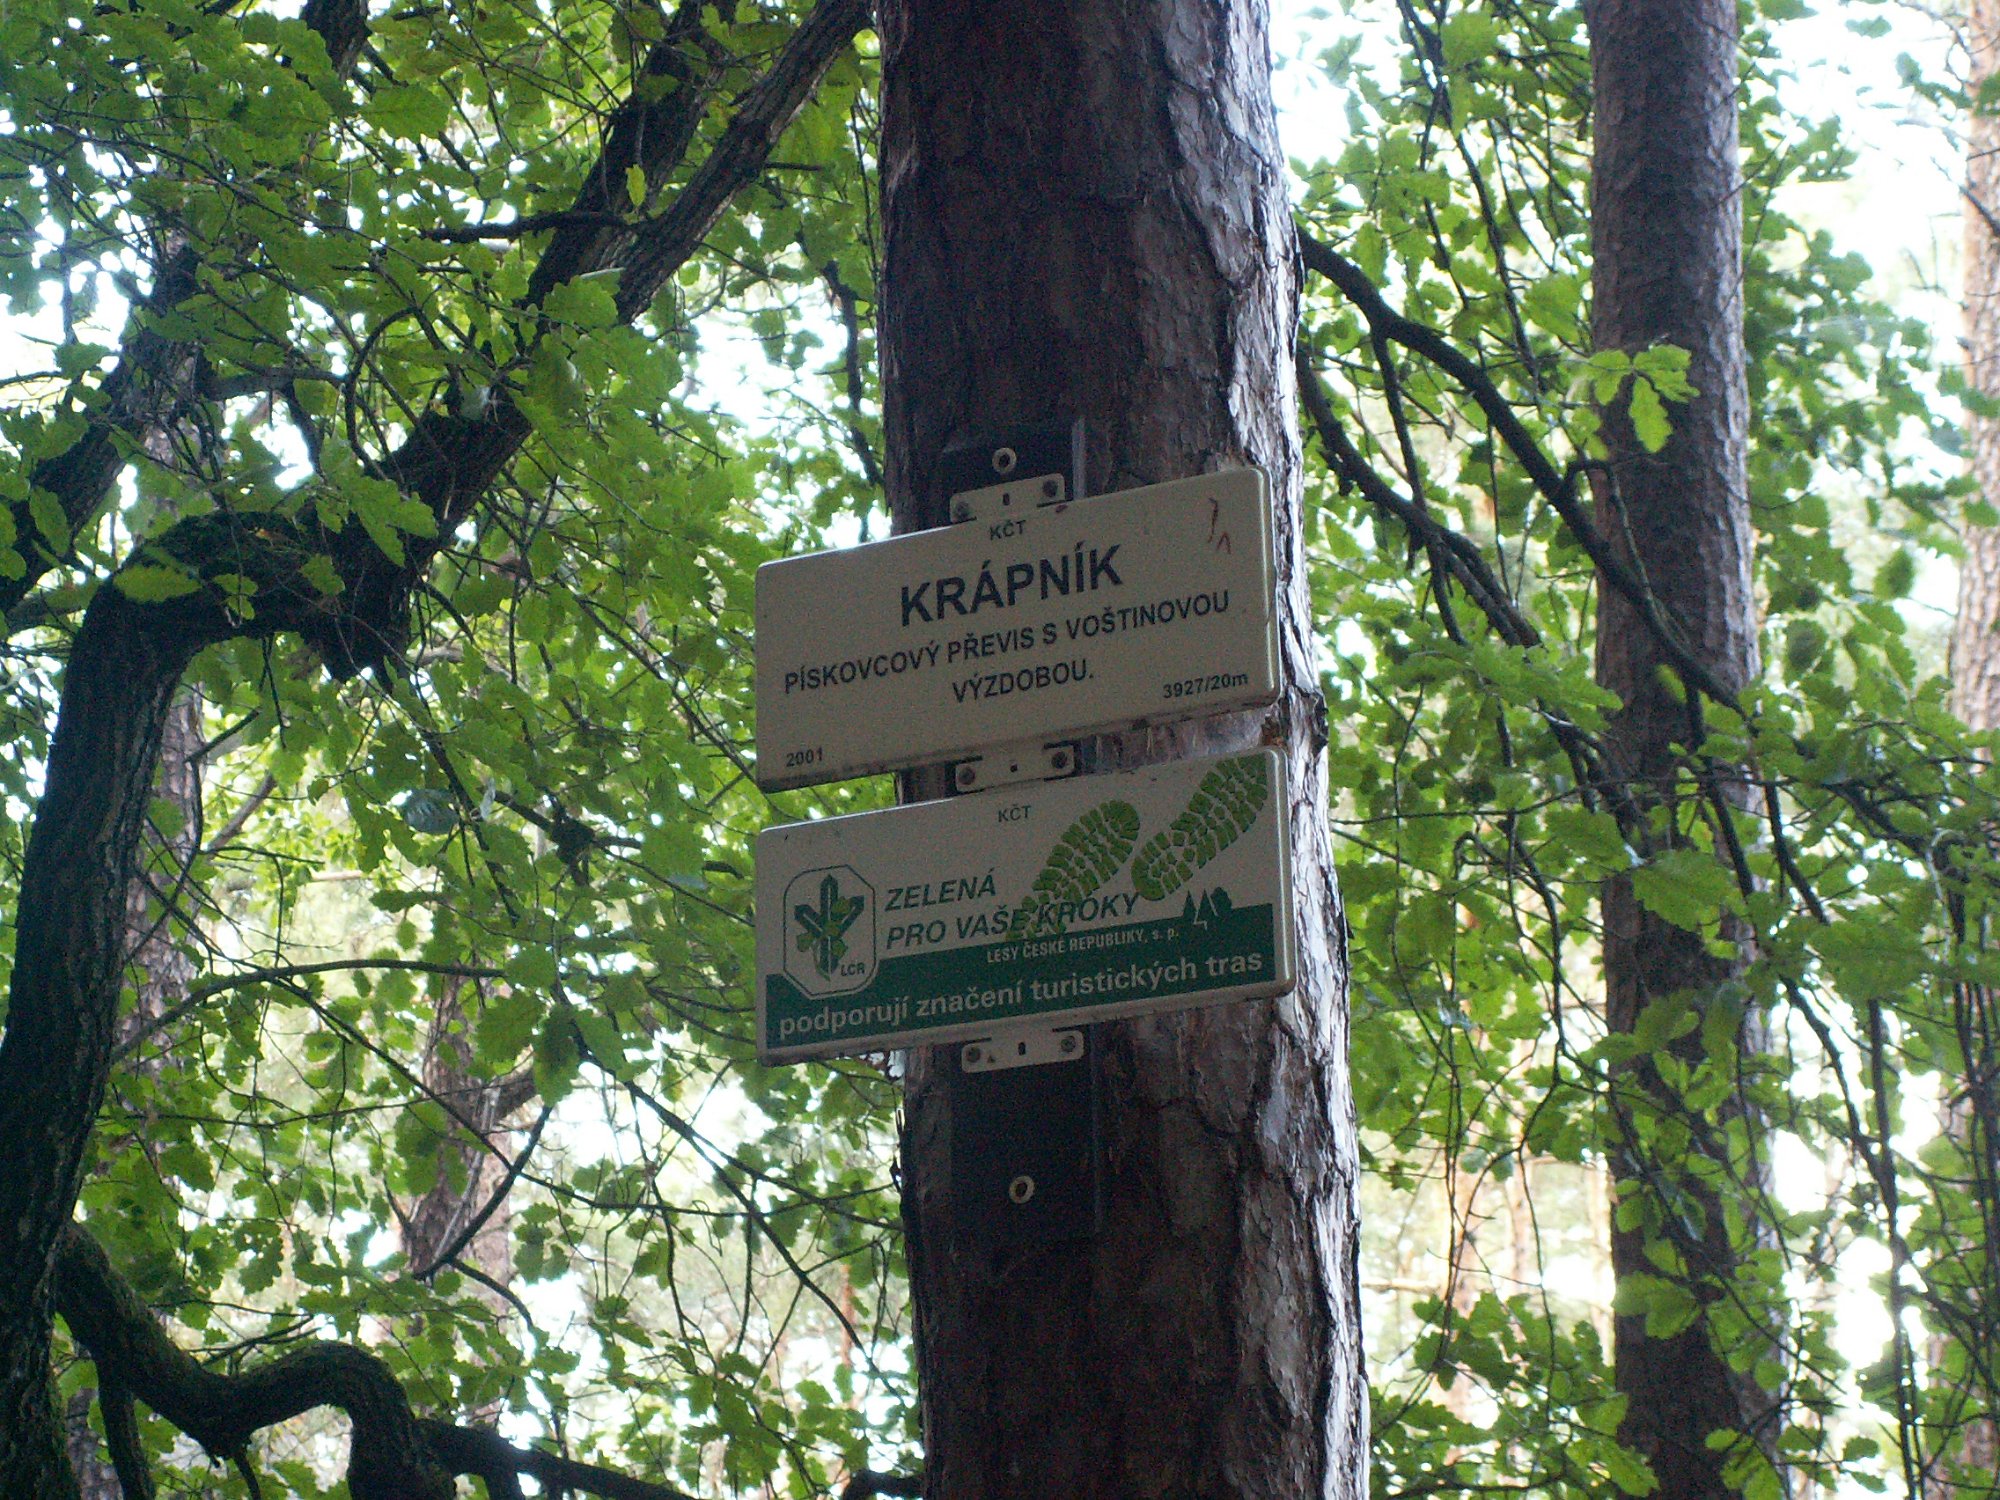 KČT
KRÁPNÍK
PÍSKOVCOVÝ PŘEVIS S VOŠTINOVOU
VÝZDOBOU.
3927/20m
2001
KČT
ZELENÁ
PRO VAŠE KROKY
LESY ČESKÉ REPUBLIKY, s. p.
LČR
podporují značení turistických tras